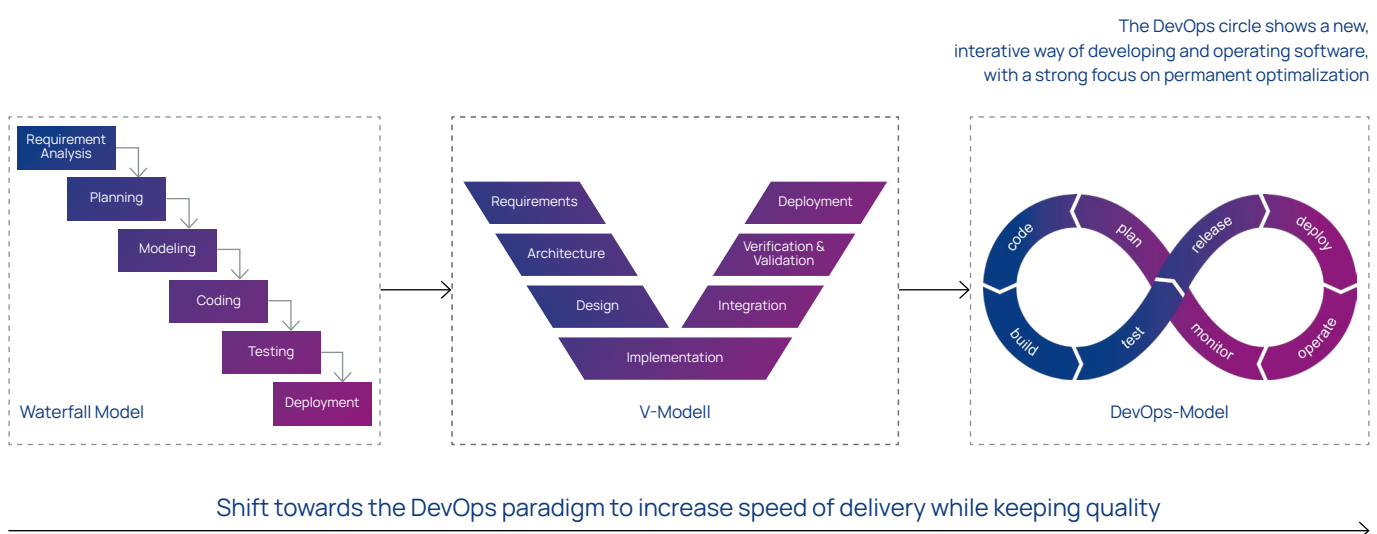 The DevOps circle shows a new,
interative way of developing and operating software,
with a strong focus on permanent optimalization
Requirement
Analysis
Planning
Modeling
Coding
Testing
Deployment
Waterfall Model
Requirements
Architecture
Design
Implementation
Integration
Verification &
Validation
Deployment
V-Modell
code
plan
release
deploy
build
test
monitor
operate
DevOps-Model
Shift towards the DevOps paradigm to increase speed of delivery while keeping quality